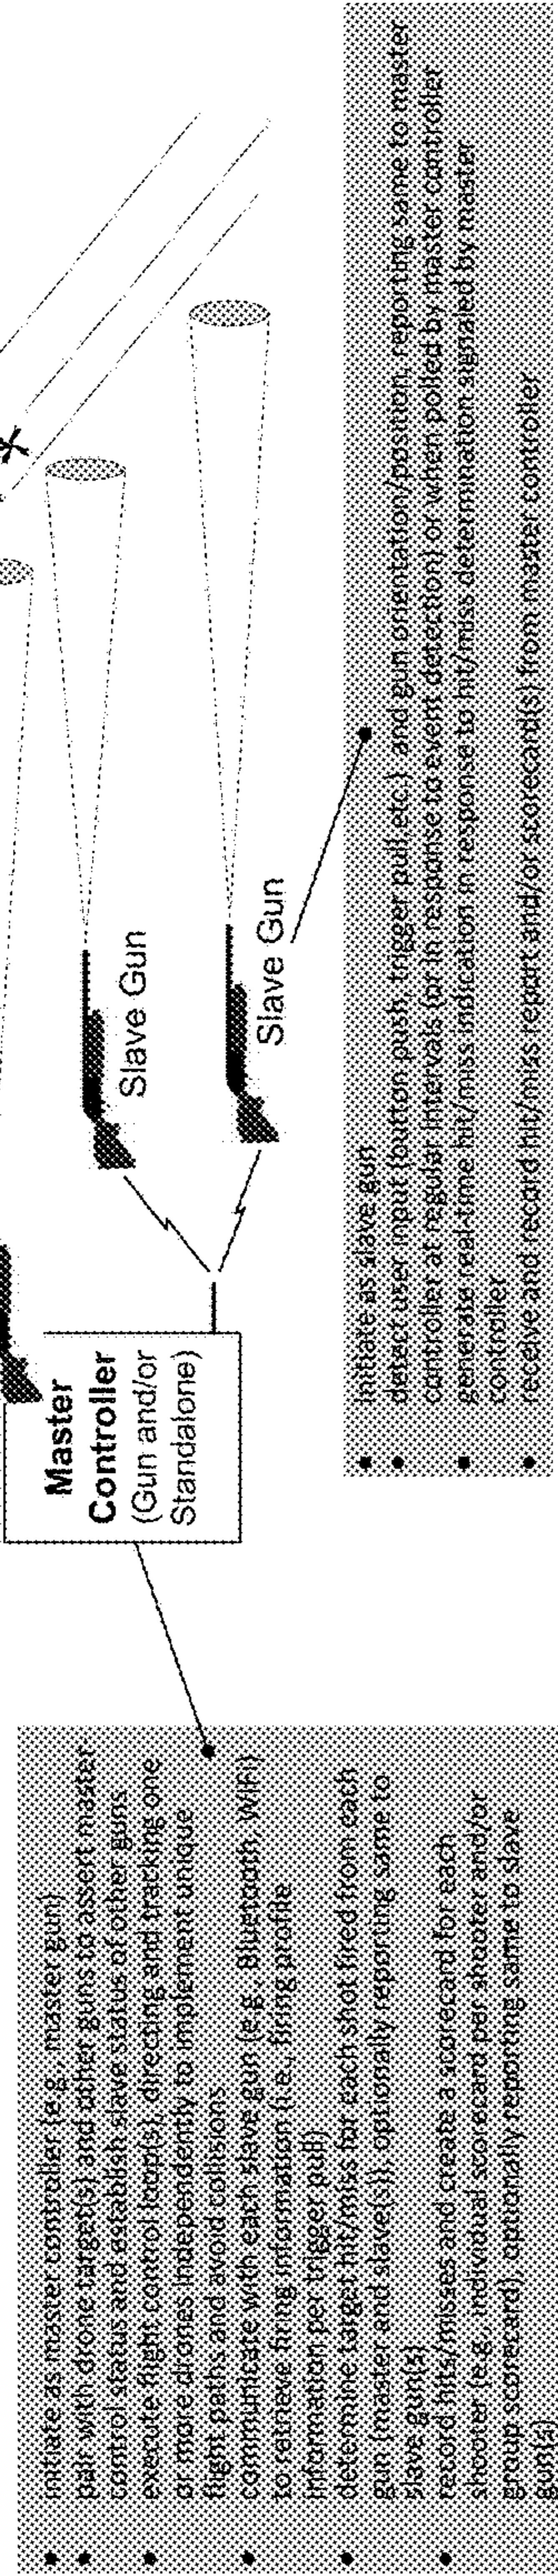 • initiate as master controller (e.g., master gun)
• pair with drone target(s) and other guns to assert master
control status and establish slave status of other guns
• execute flight control loop(s), directing and tracking one
or more drones independently to implement unique
flight paths and avoid collisions
• communicate with each slave gun (e.g., Bluetooth, WiFi)
to retrieve firing information (i.e., firing profile
information per trigger pull)
• determine target hit/miss for each shot fired from each
gun (master and slave(s)), optionally reporting same to
slave gun(s)
• record hits/misses and create a scorecard for each
shooter (e.g., individual scorecard per shooter and/or
group scorecard), optionally reporting same to slave
gun(s)
Master
Controller
(Gun and/or
Standalone)
Slave Gun
Slave Gun
• initiate as slave gun
• detect user input (button push, trigger pull, etc.) and gun orientation/position, reporting same to master
controller at regular intervals (or in response to event detection) or when polled by master controller
• generate real-time hit/miss indication in response to hit/miss determination signaled by master
controller
• receive and record hit/miss report and/or scorecard(s) from master controller